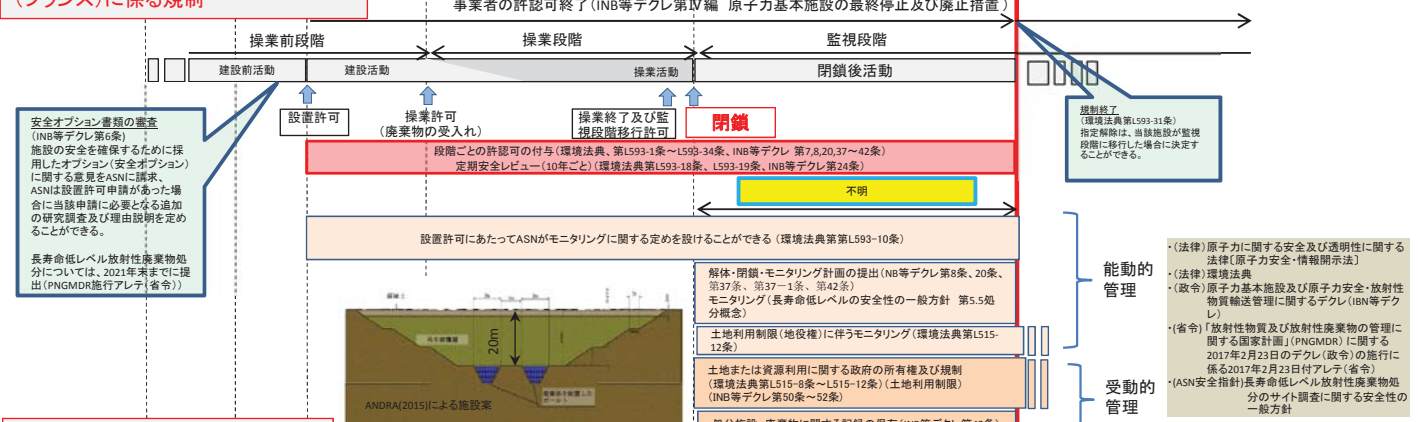 (フランス)に係る規制
事業者の許認可終了(INB等デクレ第Ⅳ編 原子力基本施設の最終停止及び廃止措置)
操業前段階
操業段階
監視段階
建設前活動
建設活動
操業活動
閉鎖後活動
設置許可
操業許可
(廃棄物の受入れ)
操業終了及び監
視段階移行許可
閉鎖
安全オプション書類の審査
(INB等デクレ第6条)
施設の安全を確保するために採
用したオプション(安全オプション)
に関する意見をASNに請求、
ASNは設置許可申請があった場
合に当該申請に必要となる追加
の研究調査及び理由説明を定め
ることができる。
長寿命低レベル放射性廃棄物処
分については、2021年末までに提
出(PNGMDR施行アレテ(省令))
規制終了
(環境法典第L593-31条)
指定解除は、当該施設が監視
段階に移行した場合に決定す
ることができる。
段階ごとの許認可の付与(環境法典、第L593-1条~L593-34条、INB等デクレ 第7,8,20,37~42条)
定期安全レビュー(10年ごと)(環境法典第L593-18条、L593-19条、INB等デクレ第24条)
不明
設置許可にあたってASNがモニタリングに関する定めを設けることができる(環境法典第第L593-10条)
解体・閉鎖・モニタリング計画の提出(NB等デクレ第8条、20条、
第37条、第37-1条、第42条)
モニタリング(長寿命低レベルの安全性の一般方針 第5.5処
分概念)
土地利用制限(地役権)に伴うモニタリング(環境法典第L515-
12条)
土地または資源利用に関する政府の所有権及び規制
(環境法典第L515-8条~L515-12条)(土地利用制限)
(INB等デクレ第50条~52条)
能動的
管理
受動的
管理
・(法律)原子力に関する安全及び透明性に関する
法律〔原子力安全・情報開示法〕
・(法律)環境法典
・(政令)原子力基本施設及び原子力安全・放射性
物質輸送管理に関するデクレ(IBN等デク
レ)
・(省令)「放射性物質及び放射性廃棄物の管理に
関する国家計画」(PNGMDR)に関する
2017年2月23日のデクレ(政令)の施行に
係る2017年2月23日付アレテ(省令)
・(ASN安全指針)長寿命低レベル放射性廃棄物処
分のサイト調査に関する安全性の
一般方針
20m
ANDRA(2015)による施設案